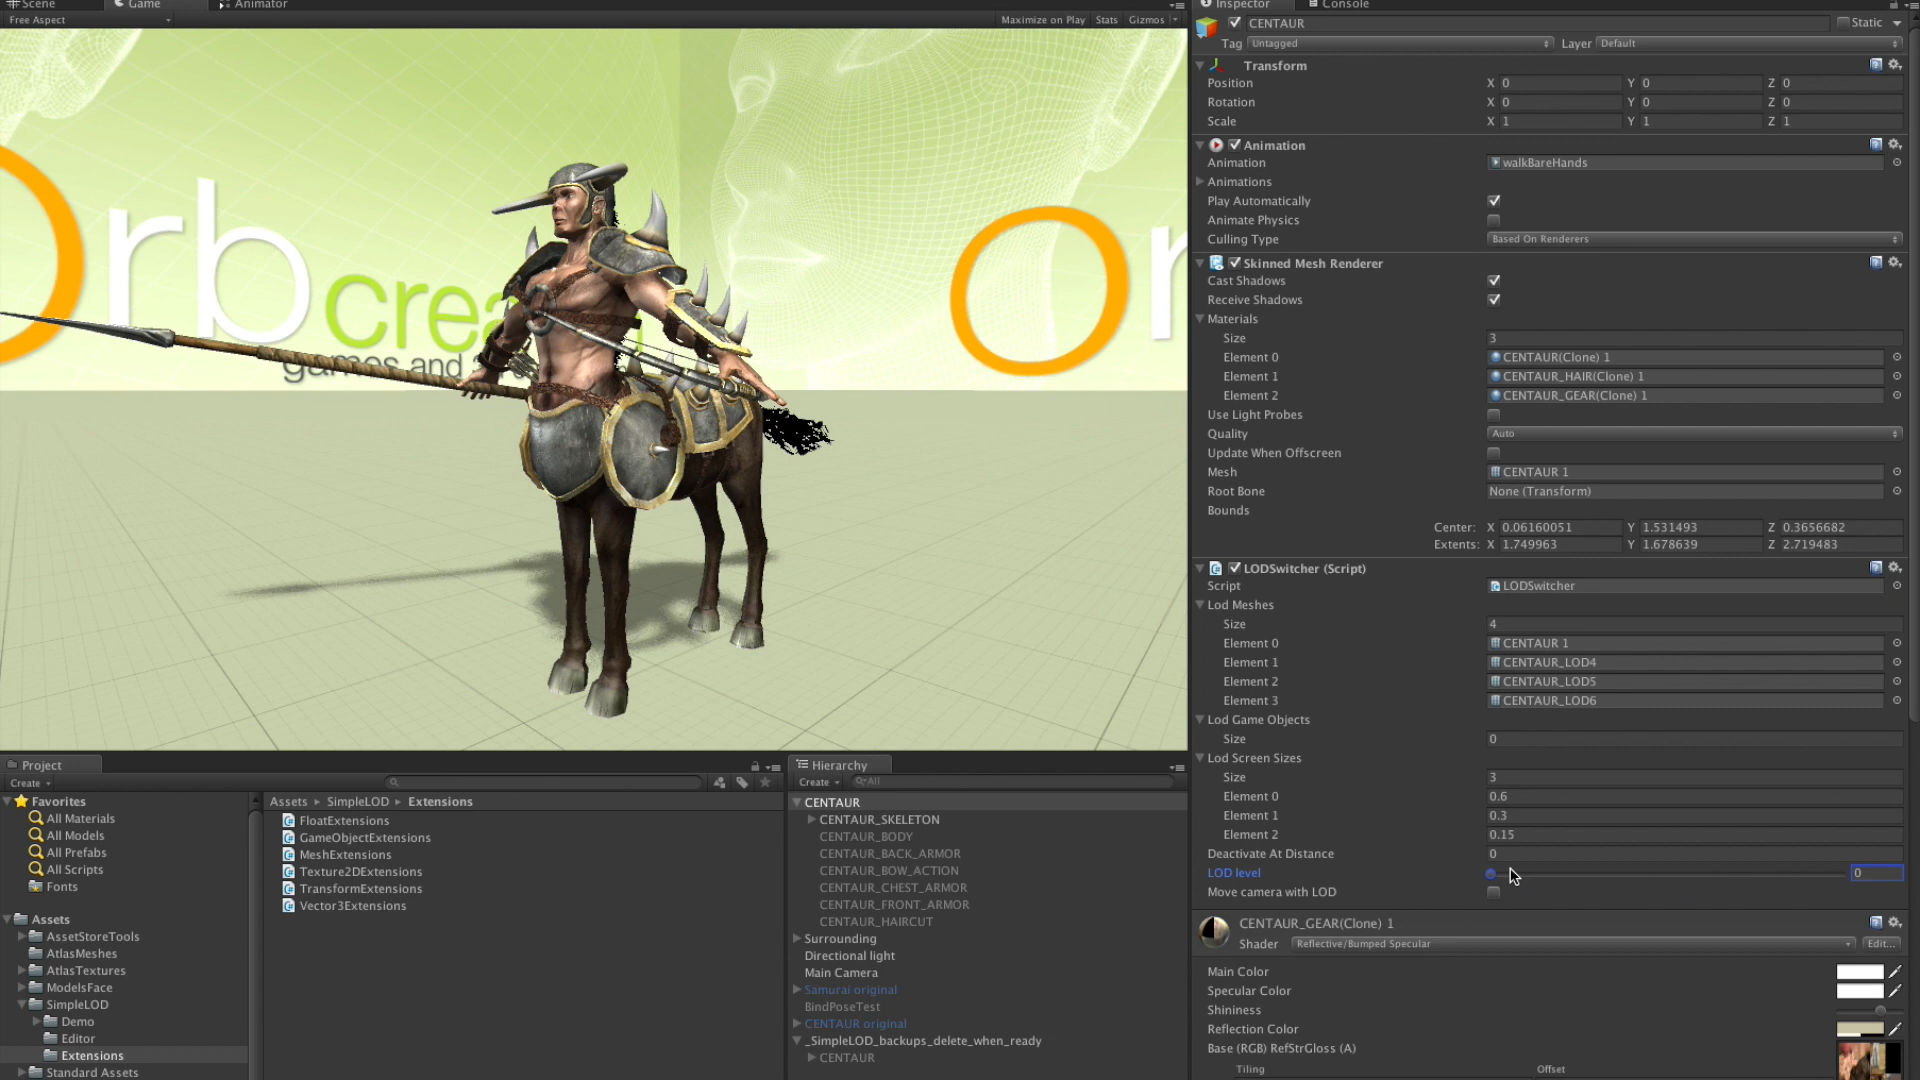 Scene Game Animator
Free Aspect Maximize on Play Stats Gizmos
Orb
crea
games and
Or
Project
Create
Favorites
All Materials
All Models
All Prefabs
All Scripts
Fonts
Assets
AssetStoreTools
AtlasMeshes
AtlasTextures
ModelsFace
SimpleLOD
Demo
Editor
Extensions
Standard Assets
Assets ▸ SimpleLOD ▸ Extensions
FloatExtensions
GameObjectExtensions
MeshExtensions
Texture2DExtensions
TransformExtensions
Vector3Extensions
Hierarchy
Create All
CENTAUR
CENTAUR_SKELETON
CENTAUR_BODY
CENTAUR_BACK_ARMOR
CENTAUR_BOW_ACTION
CENTAUR_CHEST_ARMOR
CENTAUR_FRONT_ARMOR
CENTAUR_HAIRCUT
Surrounding
Directional light
Main Camera
Samurai original
BindPoseTest
CENTAUR original
_SimpleLOD_backups_delete_when_ready
CENTAUR
Inspector Console
CENTAUR Static
Tag Untagged Layer Default
Transform
Position X 0 Y 0 Z 0
Rotation X 0 Y 0 Z 0
Scale X 1 Y 1 Z 1
Animation
Animation walkBareHands
Animations
Play Automatically
Animate Physics
Culling Type Based On Renderers
Skinned Mesh Renderer
Cast Shadows
Receive Shadows
Materials
Size 3
Element 0 CENTAUR(Clone) 1
Element 1 CENTAUR_HAIR(Clone) 1
Element 2 CENTAUR_GEAR(Clone) 1
Use Light Probes
Quality Auto
Update When Offscreen
Mesh CENTAUR 1
Root Bone None (Transform)
Bounds
Center: X 0.06160051 Y 1.531493 Z 0.3656682
Extents: X 1.749963 Y 1.678639 Z 2.719483
LODSwitcher (Script)
Script LODSwitcher
Lod Meshes
Size 4
Element 0 CENTAUR 1
Element 1 CENTAUR_LOD4
Element 2 CENTAUR_LOD5
Element 3 CENTAUR_LOD6
Lod Game Objects
Size 0
Lod Screen Sizes
Size 3
Element 0 0.6
Element 1 0.3
Element 2 0.15
Deactivate At Distance 0
LOD level 0
Move camera with LOD
CENTAUR_GEAR(Clone) 1
Shader Reflective/Bumped Specular Edit...
Main Color
Specular Color
Shininess
Reflection Color
Base (RGB) RefStrGloss (A)
Tiling Offset